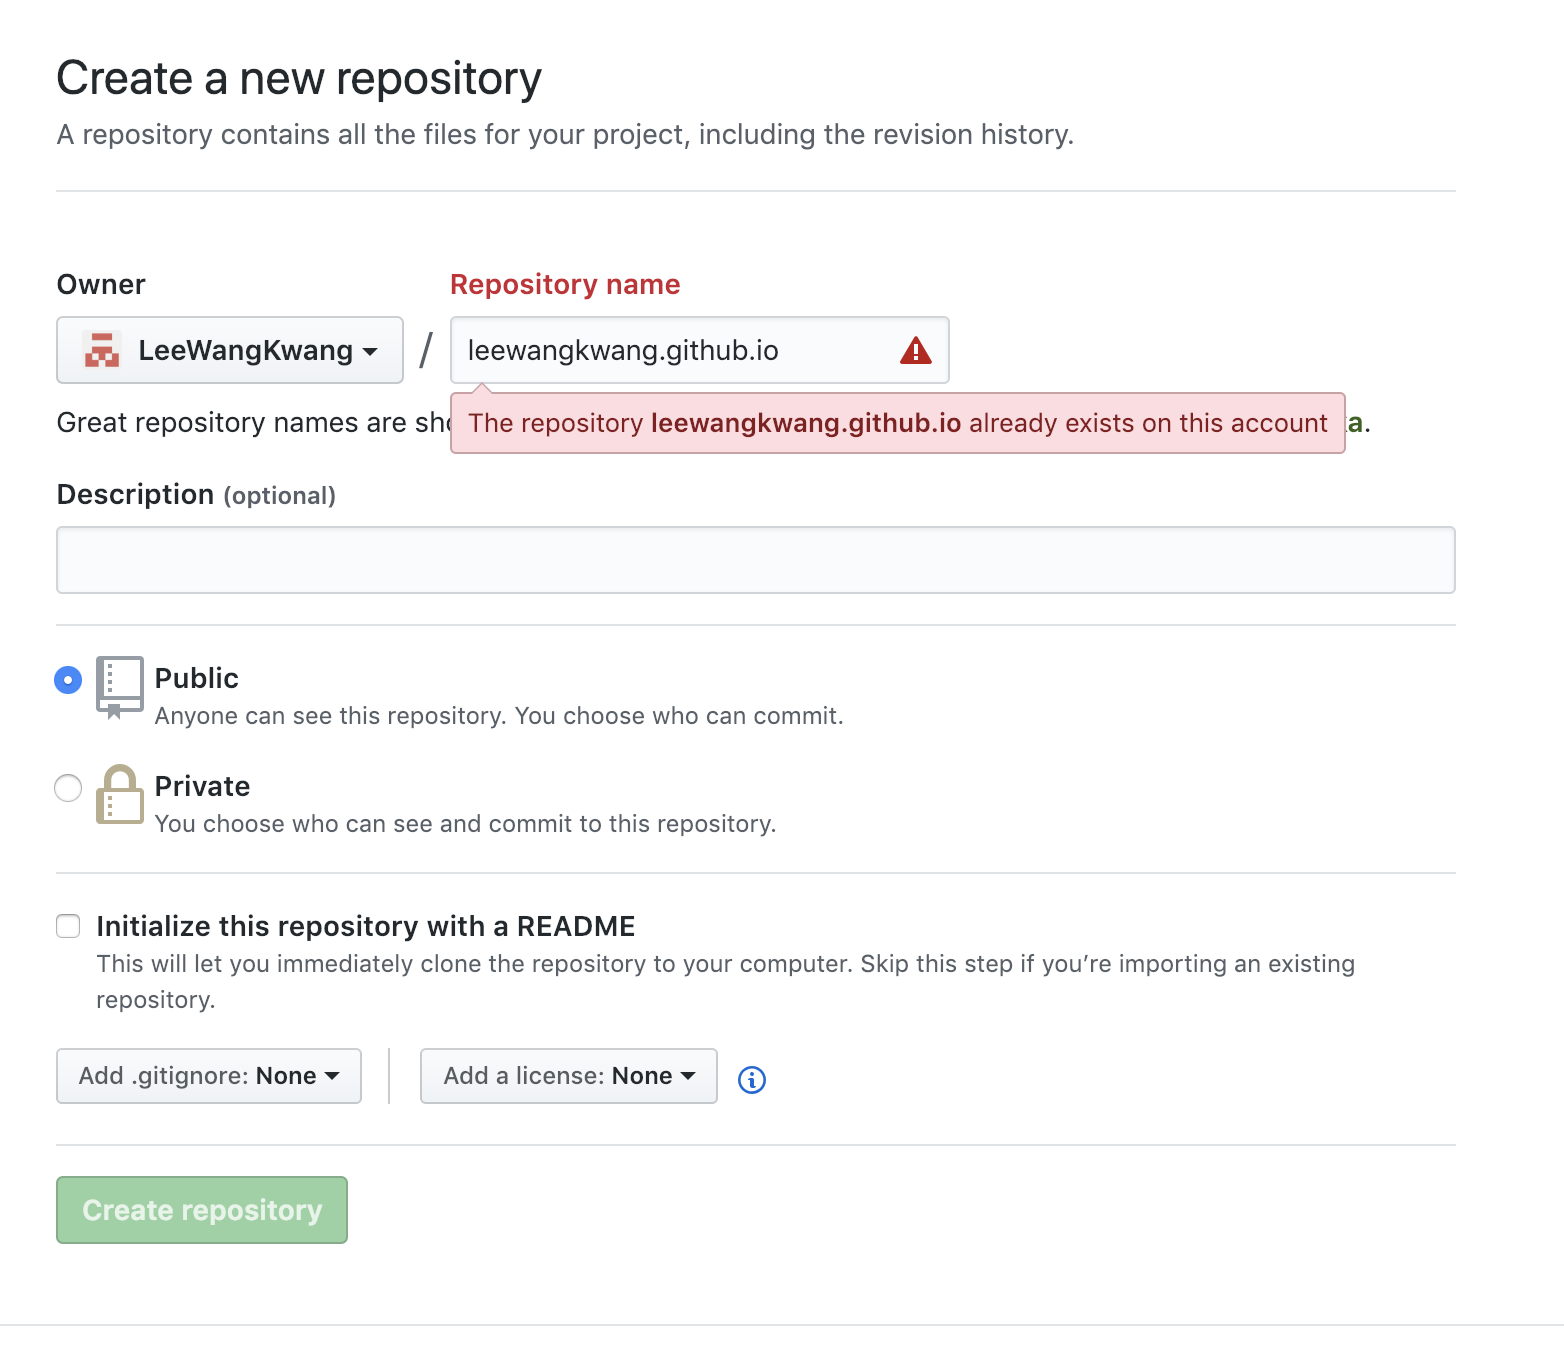 Create a new repository
A repository contains all the files for your project, including the revision history.
Owner
Repository name
LeeWangKwang / leewangkwang.github.io
Great repository names are
The repository leewangkwang.github.io already exists on this account
Description (optional)
Public
Anyone can see this repository. You choose who can commit.
Private
You choose who can see and commit to this repository.
Initialize this repository with a README
This will let you immediately clone the repository to your computer. Skip this step if you’re importing an existing
repository.
Add .gitignore: None
Add a license: None
Create repository